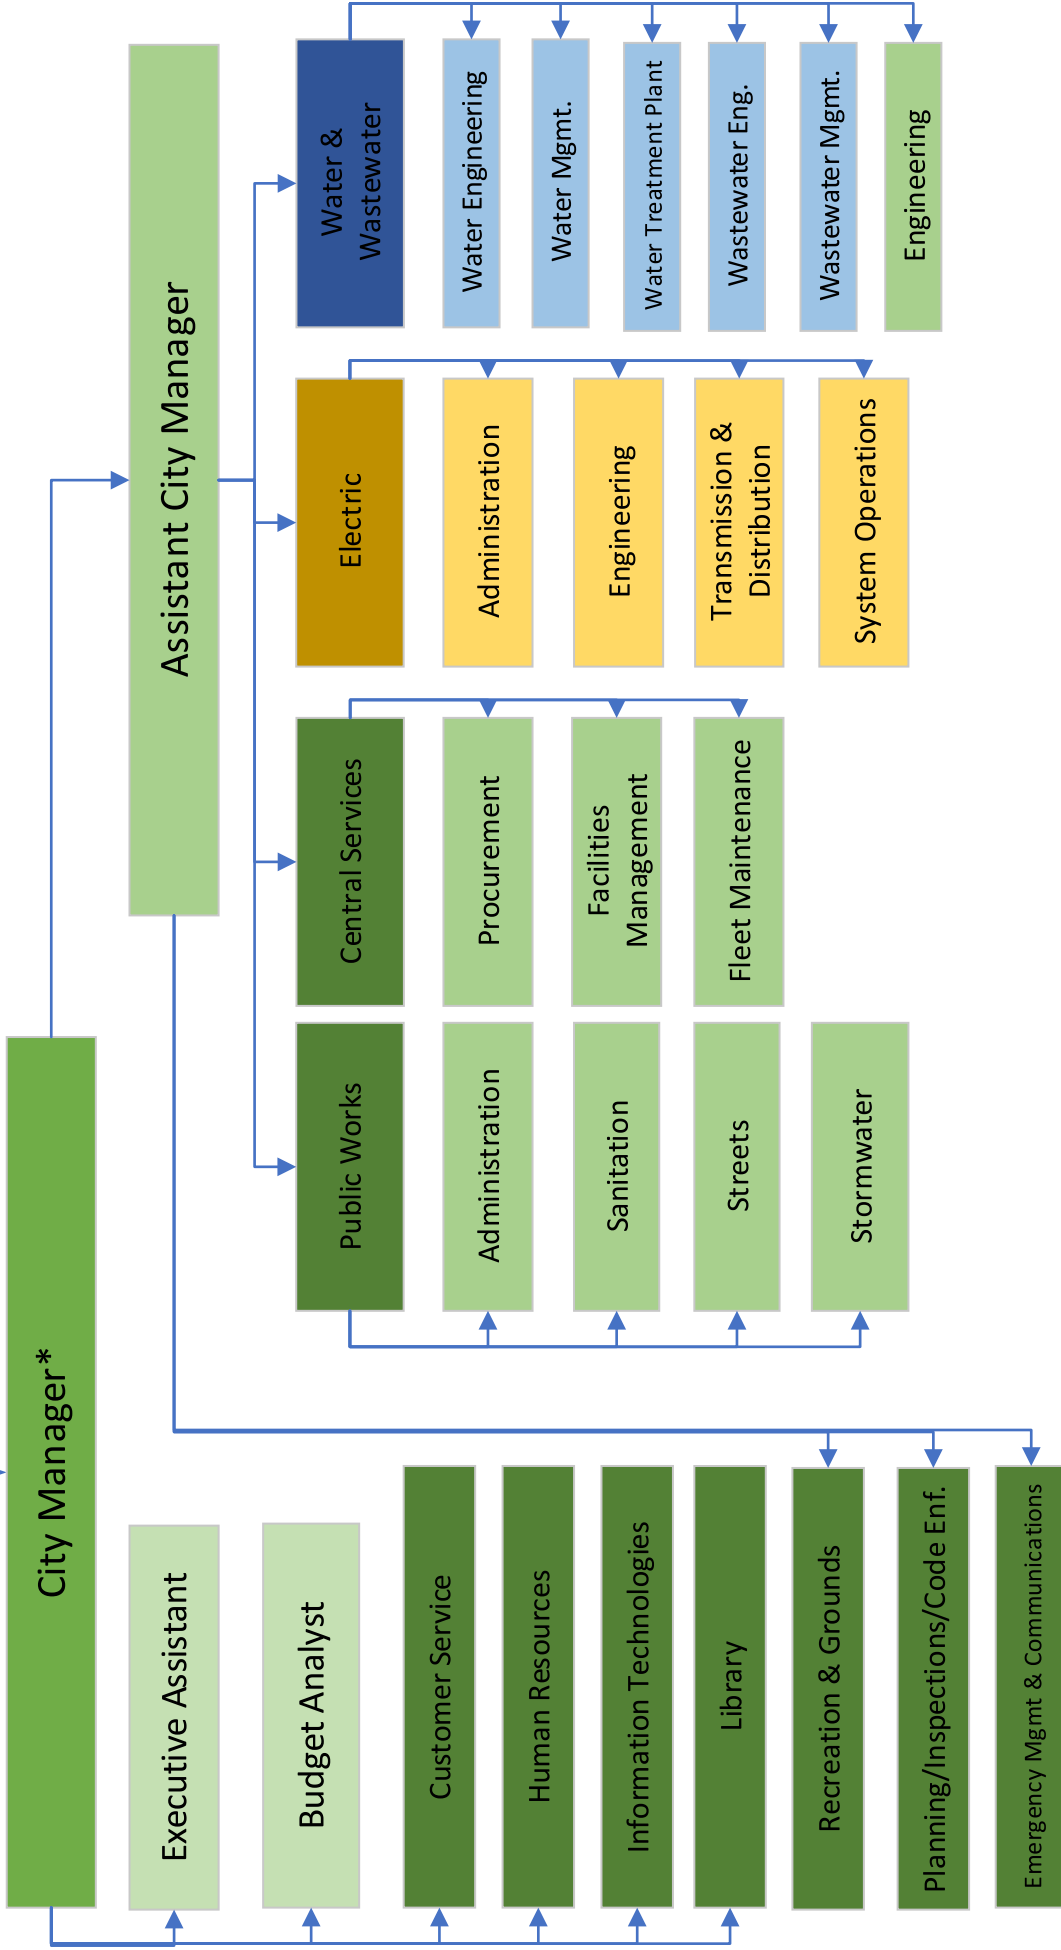 City Manager*
Executive Assistant
Budget Analyst
Customer Service
Human Resources
Information Technologies
Library
Recreation & Grounds
Planning/Inspections/Code Enf.
Emergency Mgmt & Communications
Assistant City Manager
Public Works
Administration
Sanitation
Streets
Stormwater
Central Services
Procurement
Facilities
Management
Fleet Maintenance
Electric
Administration
Engineering
Transmission &
Distribution
System Operations
Water &
Wastewater
Water Engineering
Water Mgmt.
Water Treatment Plant
Wastewater Eng.
Wastewater Mgmt.
Engineering